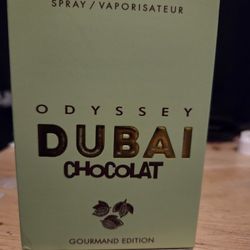 SPRAY / VAPORISATEUR
ODYSSEY
DUBAI
CHOCOLAT
GOURMAND EDITION